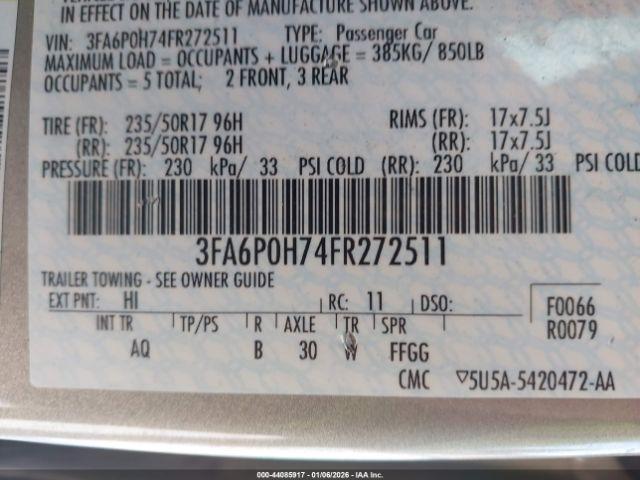 IN EFFECT ON THE DATE OF MANUFACTURE SHOWN ABOVE.
VIN: 3FA6P0H74FR272511 TYPE: Passenger Car
MAXIMUM LOAD = OCCUPANTS + LUGGAGE = 385KG/ 850LB
OCCUPANTS = 5 TOTAL; 2 FRONT, 3 REAR
TIRE (FR): 235/50R17 96H RIMS (FR): 17x7.5J
(RR): 235/50R17 96H (RR): 17x7.5J
PRESSURE (FR): 230 kPa/ 33 PSI COLD (RR): 230 kPa/ 33 PSI COLD
3FA6P0H74FR272511
TRAILER TOWING - SEE OWNER GUIDE
EXT PNT: HI RC: 11 DSO: F0066
INT TR TP/PS R AXLE TR SPR R0079
AQ B 30 W FFGG
CMC ▽5U5A-5420472-AA
000-44085917 - 01/06/2026 - IAA Inc.